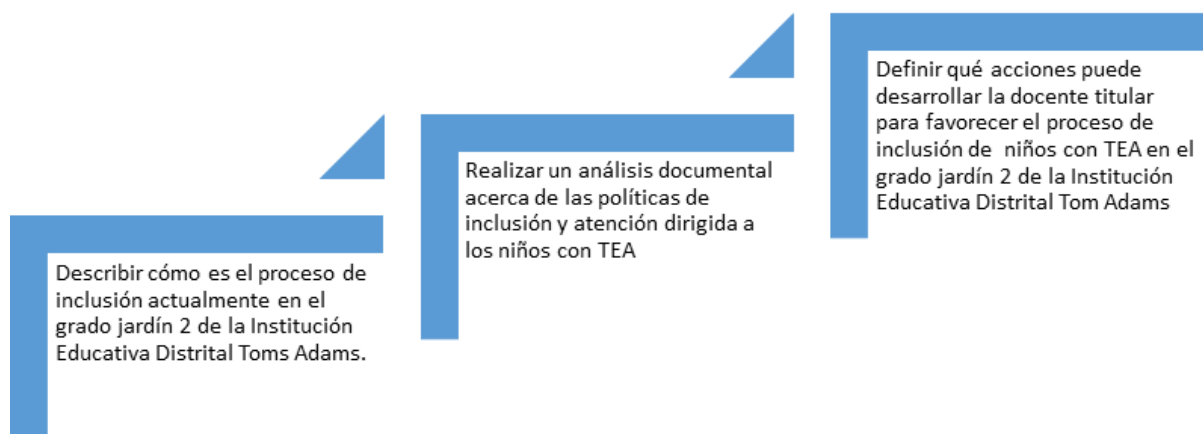 Describir cómo es el proceso de
inclusión actualmente en el
grado jardín 2 de la Institución
Educativa Distrital Toms Adams.
Realizar un análisis documental
acerca de las políticas de
inclusión y atención dirigida a
los niños con TEA
Definir qué acciones puede
desarrollar la docente titular
para favorecer el proceso de
inclusión de niños con TEA en el
grado jardín 2 de la Institución
Educativa Distrital Tom Adams